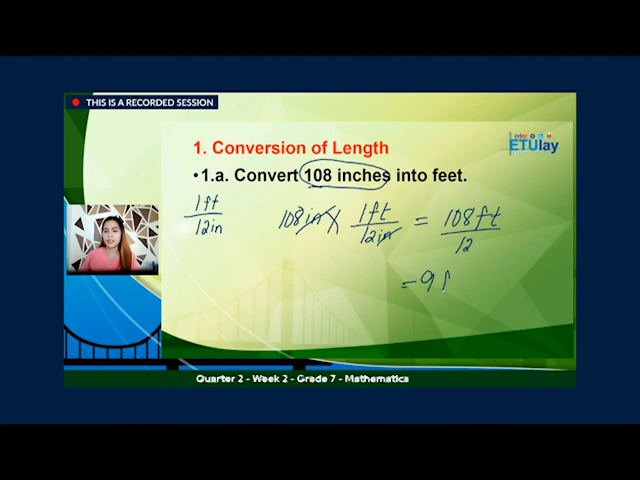 THIS IS A RECORDED SESSION
ETUlay
1. Conversion of Length
•1.a. Convert 108 inches into feet.
1ft
12in
108in x 1ft = 108ft
12in 12
= 9
Quarter 2 - Week 2 - Grade 7 - Mathematics